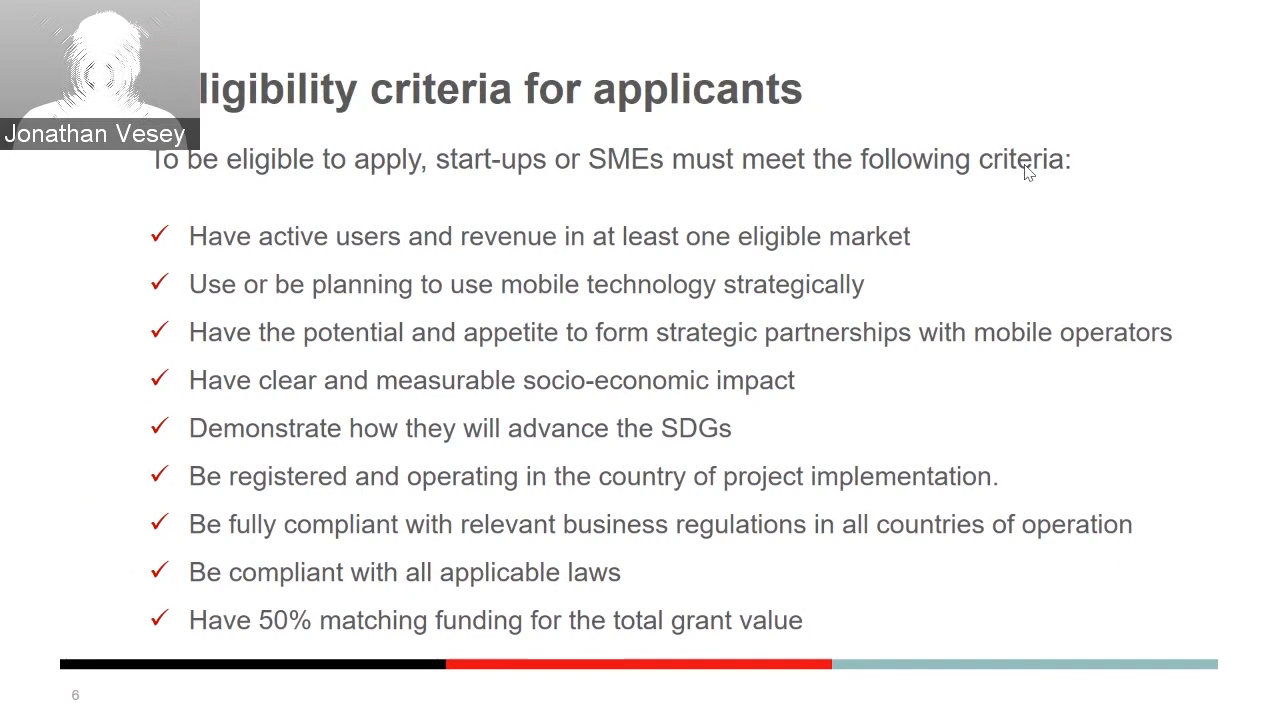 ligibility criteria for applicants
Jonathan Vesey
To be eligible to apply, start-ups or SMEs must meet the following criteria:
✓ Have active users and revenue in at least one eligible market
✓ Use or be planning to use mobile technology strategically
✓ Have the potential and appetite to form strategic partnerships with mobile operators
✓ Have clear and measurable socio-economic impact
✓ Demonstrate how they will advance the SDGs
✓ Be registered and operating in the country of project implementation.
✓ Be fully compliant with relevant business regulations in all countries of operation
✓ Be compliant with all applicable laws
✓ Have 50% matching funding for the total grant value
6